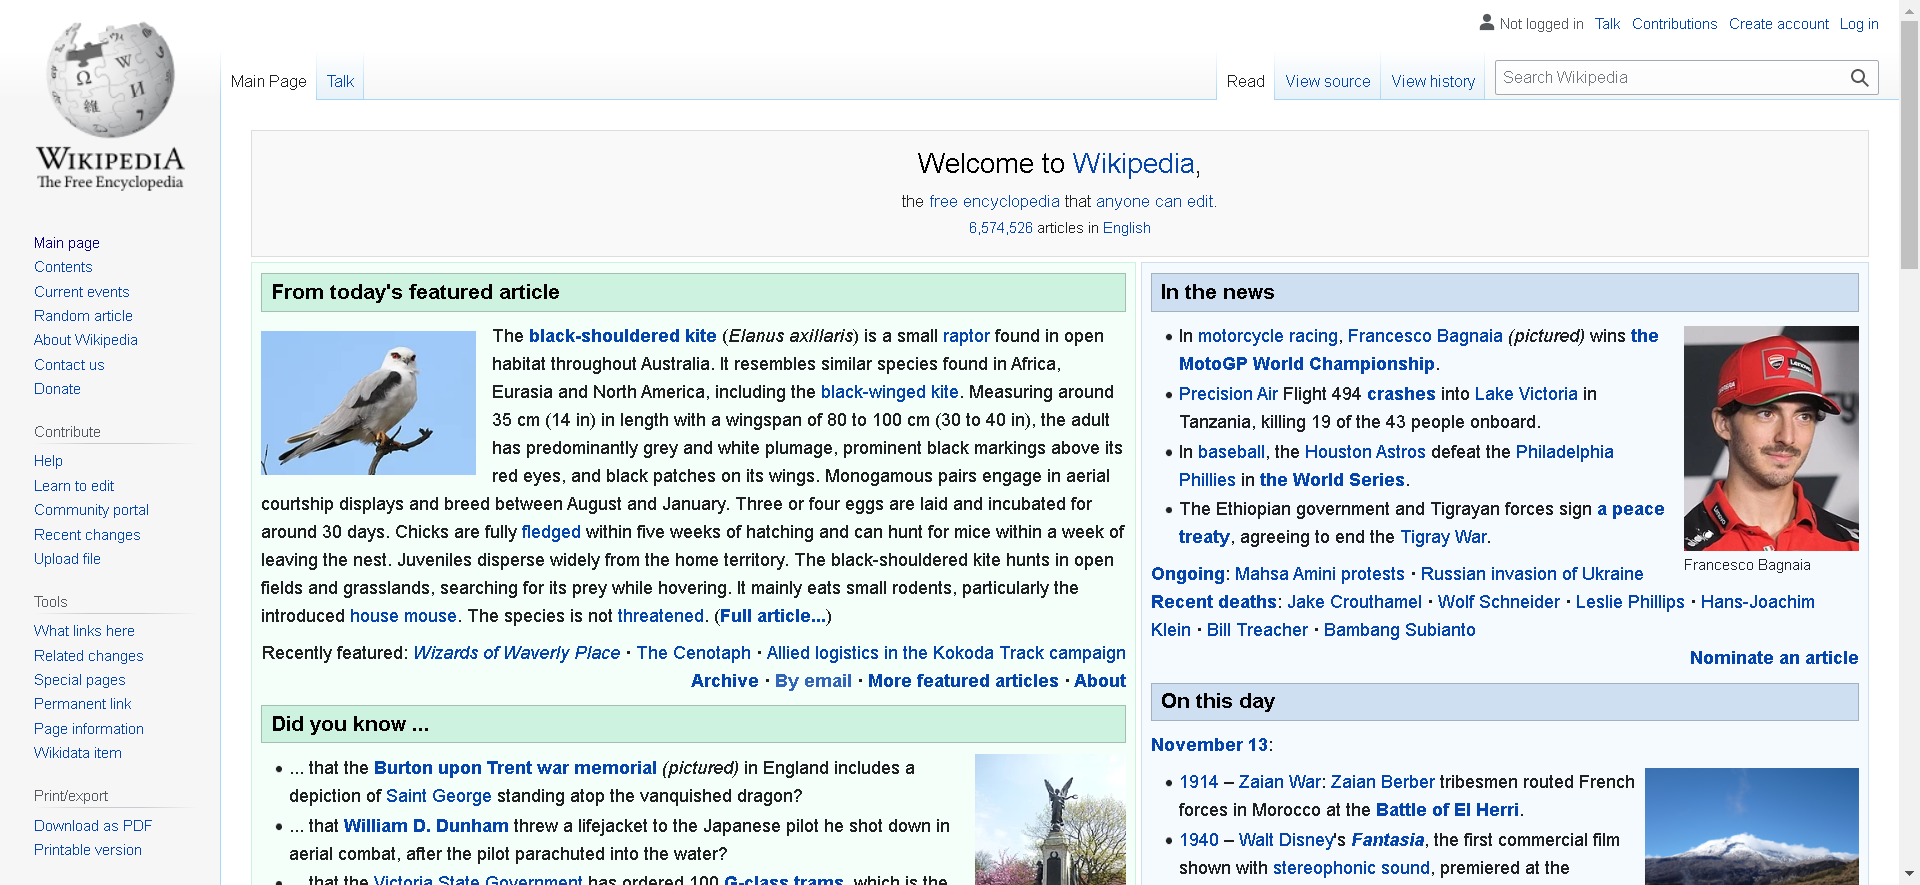 Not logged in Talk Contributions Create account Log in
Main Page Talk Read View source View history Search Wikipedia
WIKIPEDIA
The Free Encyclopedia
Main page
Contents
Current events
Random article
About Wikipedia
Contact us
Donate
Contribute
Help
Learn to edit
Community portal
Recent changes
Upload file
Tools
What links here
Related changes
Special pages
Permanent link
Page information
Wikidata item
Print/export
Download as PDF
Printable version
Welcome to Wikipedia,
the free encyclopedia that anyone can edit.
6,574,526 articles in English
From today's featured article
The black-shouldered kite (Elanus axillaris) is a small raptor found in open
habitat throughout Australia. It resembles similar species found in Africa,
Eurasia and North America, including the black-winged kite. Measuring around
35 cm (14 in) in length with a wingspan of 80 to 100 cm (30 to 40 in), the adult
has predominantly grey and white plumage, prominent black markings above its
red eyes, and black patches on its wings. Monogamous pairs engage in aerial
courtship displays and breed between August and January. Three or four eggs are laid and incubated for
around 30 days. Chicks are fully fledged within five weeks of hatching and can hunt for mice within a week of
leaving the nest. Juveniles disperse widely from the home territory. The black-shouldered kite hunts in open
fields and grasslands, searching for its prey while hovering. It mainly eats small rodents, particularly the
introduced house mouse. The species is not threatened. (Full article...)
Recently featured: Wizards of Waverly Place · The Cenotaph · Allied logistics in the Kokoda Track campaign
Archive · By email · More featured articles · About
Did you know ...
• ... that the Burton upon Trent war memorial (pictured) in England includes a
depiction of Saint George standing atop the vanquished dragon?
• ... that William D. Dunham threw a lifejacket to the Japanese pilot he shot down in
aerial combat, after the pilot parachuted into the water?
• ... that the Victoria State Government has ordered 100 G-class trams, which is the
In the news
• In motorcycle racing, Francesco Bagnaia (pictured) wins the
MotoGP World Championship.
• Precision Air Flight 494 crashes into Lake Victoria in
Tanzania, killing 19 of the 43 people onboard.
• In baseball, the Houston Astros defeat the Philadelphia
Phillies in the World Series.
• The Ethiopian government and Tigrayan forces sign a peace
treaty, agreeing to end the Tigray War.
Francesco Bagnaia
Ongoing: Mahsa Amini protests · Russian invasion of Ukraine
Recent deaths: Jake Crouthamel · Wolf Schneider · Leslie Phillips · Hans-Joachim
Klein · Bill Treacher · Bambang Subianto
Nominate an article
On this day
November 13:
• 1914 – Zaian War: Zaian Berber tribesmen routed French
forces in Morocco at the Battle of El Herri.
• 1940 – Walt Disney's Fantasia, the first commercial film
shown with stereophonic sound, premiered at the